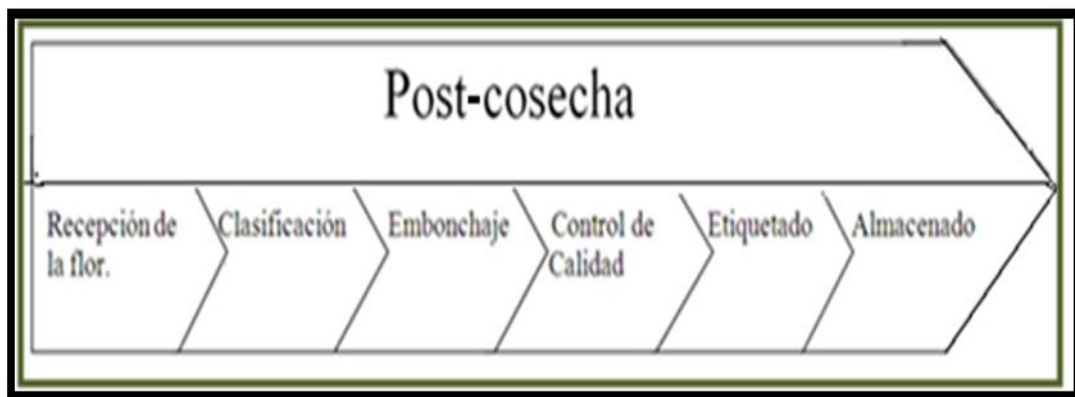 Post-cosecha
Recepción de
la flor.
Clasificación
Embonchaje
Control de
Calidad
Etiquetado
Almacenado